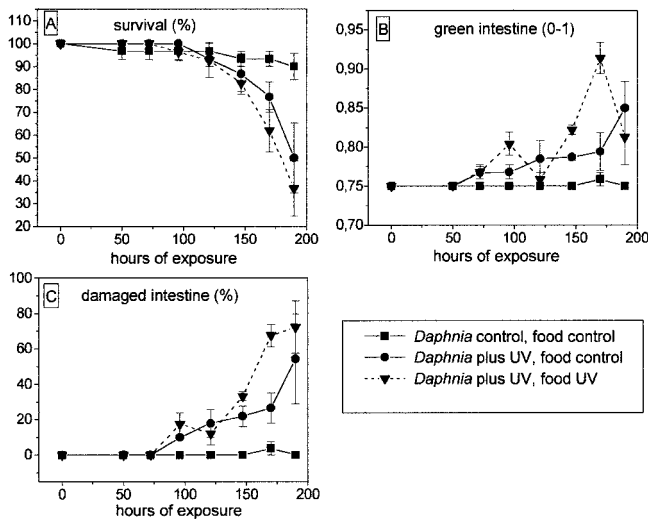 A survival (%)
110
100
90
80
70
60
50
40
30
20
0 50 100 150 200
hours of exposure
B green intestine (0-1)
0,95
0,90
0,85
0,80
0,75
0,70
0 50 100 150 200
hours of exposure
C damaged intestine (%)
100
80
60
40
20
0
0 50 100 150 200
hours of exposure
Daphnia control, food control
Daphnia plus UV, food control
Daphnia plus UV, food UV